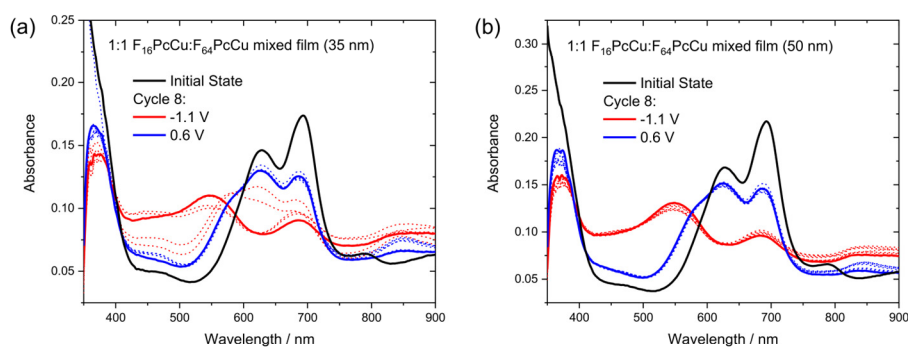 (a)
1:1 F₁₆PcCu:F₆₄PcCu mixed film (35 nm)
Initial State
Cycle 8:
-1.1 V
0.6 V
Absorbance
0.25
0.20
0.15
0.10
0.05
400
500
600
700
800
900
Wavelength / nm
(b)
1:1 F₁₆PcCu:F₆₄PcCu mixed film (50 nm)
Initial State
Cycle 8:
-1.1 V
0.6 V
Absorbance
0.30
0.25
0.20
0.15
0.10
0.05
0.00
400
500
600
700
800
900
Wavelength / nm